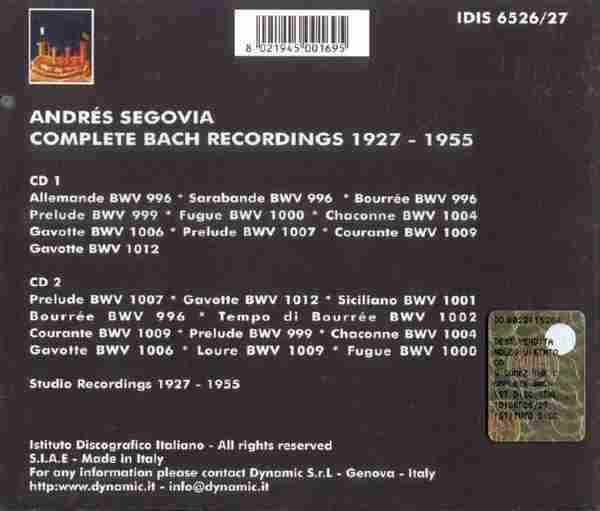 IDIS 6526/27
8 021945 001695
ANDRÉS SEGOVIA
COMPLETE BACH RECORDINGS 1927 - 1955
CD 1
Allemande BWV 996 * Sarabande BWV 996 * Bourrée BWV 996
Prelude BWV 999 * Fugue BWV 1000 * Chaconne BWV 1004
Gavotte BWV 1006 * Prelude BWV 1007 * Courante BWV 1009
Gavotte BWV 1012
CD 2
Prelude BWV 1007 * Gavotte BWV 1012 * Siciliano BWV 1001
Bourrée BWV 996 * Tempo di Bourrée BWV 1002
Courante BWV 1009 * Prelude BWV 999 * Chaconne BWV 1004
Gavotte BWV 1006 * Loure BWV 1009 * Fugue BWV 1000
Studio Recordings 1927 - 1955
Istituto Discografico Italiano - All rights reserved
S.I.A.E - Made in Italy
For any information please contact Dynamic S.r.L - Genova - Italy
http:www.dynamic.it - info@dynamic.it